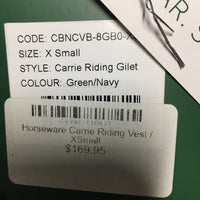 CODE: CBNCVB-8GB0-X
SIZE: X Small
STYLE: Carrie Riding Gilet
COLOUR: Green/Navy
Horseware Carrie Riding Vest /
XSmall
$169.95
AR. S